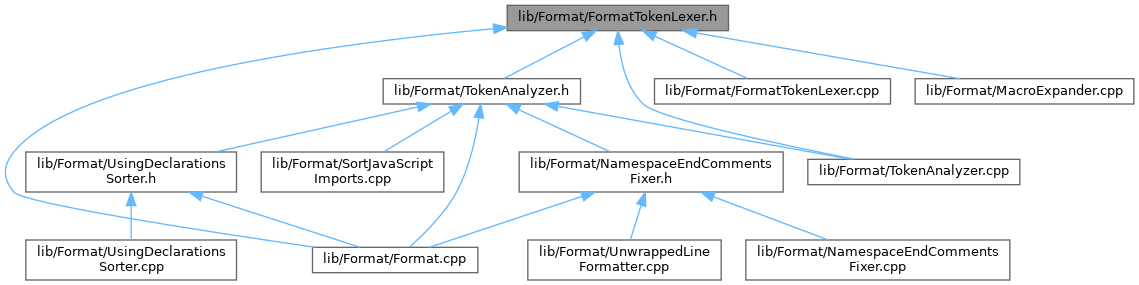 lib/Format/FormatTokenLexer.h
lib/Format/TokenAnalyzer.h
lib/Format/FormatTokenLexer.cpp
lib/Format/MacroExpander.cpp
lib/Format/UsingDeclarations
Sorter.h
lib/Format/SortJavaScript
Imports.cpp
lib/Format/NamespaceEndComments
Fixer.h
lib/Format/TokenAnalyzer.cpp
lib/Format/UsingDeclarations
Sorter.cpp
lib/Format/Format.cpp
lib/Format/UnwrappedLine
Formatter.cpp
lib/Format/NamespaceEndComments
Fixer.cpp